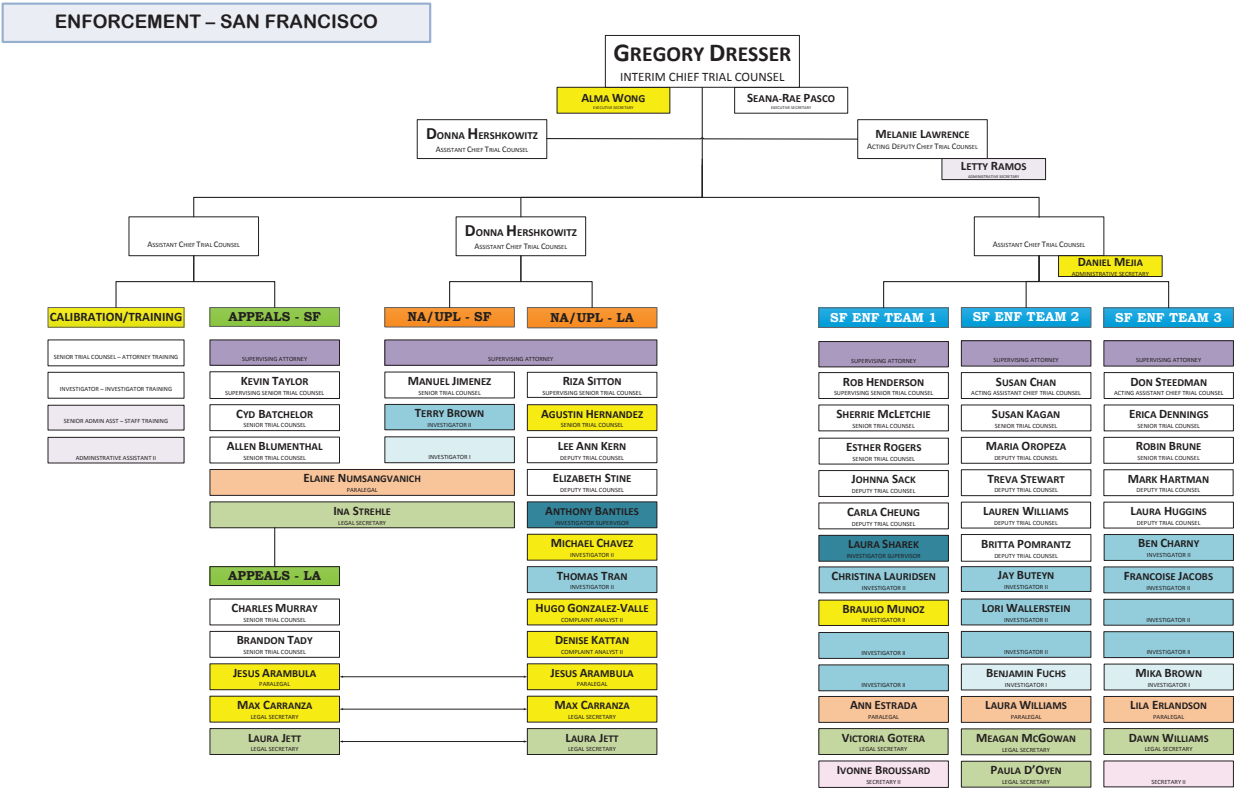 ENFORCEMENT – SAN FRANCISCO
GREGORY DRESSER
INTERIM CHIEF TRIAL COUNSEL
ALMA WONG
EXECUTIVE SECRETARY
SEANA-RAE PASCO
EXECUTIVE SECRETARY
DONNA HERSHKOWITZ
ASSISTANT CHIEF TRIAL COUNSEL
MELANIE LAWRENCE
ACTING DEPUTY CHIEF TRIAL COUNSEL
LETTY RAMOS
ADMINISTRATIVE SECRETARY
ASSISTANT CHIEF TRIAL COUNSEL
DONNA HERSHKOWITZ
ASSISTANT CHIEF TRIAL COUNSEL
ASSISTANT CHIEF TRIAL COUNSEL
DANIEL MEJIA
ADMINISTRATIVE SECRETARY
CALIBRATION/TRAINING
SENIOR TRIAL COUNSEL – ATTORNEY TRAINING
INVESTIGATOR – INVESTIGATOR TRAINING
SENIOR ADMIN ASST – STAFF TRAINING
ADMINISTRATIVE ASSISTANT II
APPEALS - SF
SUPERVISING ATTORNEY
KEVIN TAYLOR
SUPERVISING SENIOR TRIAL COUNSEL
CYD BATCHELOR
SENIOR TRIAL COUNSEL
ALLEN BLUMENTHAL
SENIOR TRIAL COUNSEL
ELAINE NUMSANGVANICH
PARALEGAL
INA STREHLE
LEGAL SECRETARY
APPEALS - LA
CHARLES MURRAY
SENIOR TRIAL COUNSEL
BRANDON TADY
SENIOR TRIAL COUNSEL
JESUS ARAMBULA
PARALEGAL
MAX CARRANZA
LEGAL SECRETARY
LAURA JETT
LEGAL SECRETARY
NA/UPL - SF
NA/UPL - LA
SUPERVISING ATTORNEY
MANUEL JIMENEZ
SENIOR TRIAL COUNSEL
TERRY BROWN
INVESTIGATOR II
INVESTIGATOR I
RIZA SITTON
SUPERVISING SENIOR TRIAL COUNSEL
AGUSTIN HERNANDEZ
SENIOR TRIAL COUNSEL
LEE ANN KERN
DEPUTY TRIAL COUNSEL
ELIZABETH STINE
DEPUTY TRIAL COUNSEL
ANTHONY BANTILES
INVESTIGATOR SUPERVISOR
MICHAEL CHAVEZ
INVESTIGATOR II
THOMAS TRAN
INVESTIGATOR II
HUGO GONZALEZ-VALLE
COMPLAINT ANALYST II
DENISE KATTAN
COMPLAINT ANALYST II
JESUS ARAMBULA
PARALEGAL
MAX CARRANZA
LEGAL SECRETARY
LAURA JETT
LEGAL SECRETARY
SF ENF TEAM 1
SUPERVISING ATTORNEY
ROB HENDERSON
SUPERVISING SENIOR TRIAL COUNSEL
SHERRIE MCLETCHIE
SENIOR TRIAL COUNSEL
ESTHER ROGERS
SENIOR TRIAL COUNSEL
JOHNNA SACK
DEPUTY TRIAL COUNSEL
CARLA CHEUNG
DEPUTY TRIAL COUNSEL
LAURA SHAREK
INVESTIGATOR SUPERVISOR
CHRISTINA LAURIDSEN
INVESTIGATOR II
BRAULIO MUNOZ
INVESTIGATOR II
INVESTIGATOR II
INVESTIGATOR II
ANN ESTRADA
PARALEGAL
VICTORIA GOTERA
LEGAL SECRETARY
IVONNE BROUSSARD
SECRETARY II
SF ENF TEAM 2
SUPERVISING ATTORNEY
SUSAN CHAN
ACTING ASSISTANT CHIEF TRIAL COUNSEL
SUSAN KAGAN
SENIOR TRIAL COUNSEL
MARIA OROPEZA
DEPUTY TRIAL COUNSEL
TREVA STEWART
DEPUTY TRIAL COUNSEL
LAUREN WILLIAMS
DEPUTY TRIAL COUNSEL
BRITTA POMRANTZ
DEPUTY TRIAL COUNSEL
JAY BUTEYN
INVESTIGATOR II
LORI WALLERSTEIN
INVESTIGATOR II
INVESTIGATOR II
BENJAMIN FUCHS
INVESTIGATOR I
LAURA WILLIAMS
PARALEGAL
MEAGAN MCGOWAN
LEGAL SECRETARY
PAULA D'OYEN
LEGAL SECRETARY
SF ENF TEAM 3
SUPERVISING ATTORNEY
DON STEEDMAN
ACTING ASSISTANT CHIEF TRIAL COUNSEL
ERICA DENNINGS
SENIOR TRIAL COUNSEL
ROBIN BRUNE
SENIOR TRIAL COUNSEL
MARK HARTMAN
DEPUTY TRIAL COUNSEL
LAURA HUGGINS
DEPUTY TRIAL COUNSEL
BEN CHARNY
INVESTIGATOR II
FRANCOISE JACOBS
INVESTIGATOR II
INVESTIGATOR II
INVESTIGATOR II
MIKA BROWN
INVESTIGATOR I
LILA ERLANDSON
PARALEGAL
DAWN WILLIAMS
LEGAL SECRETARY
SECRETARY II